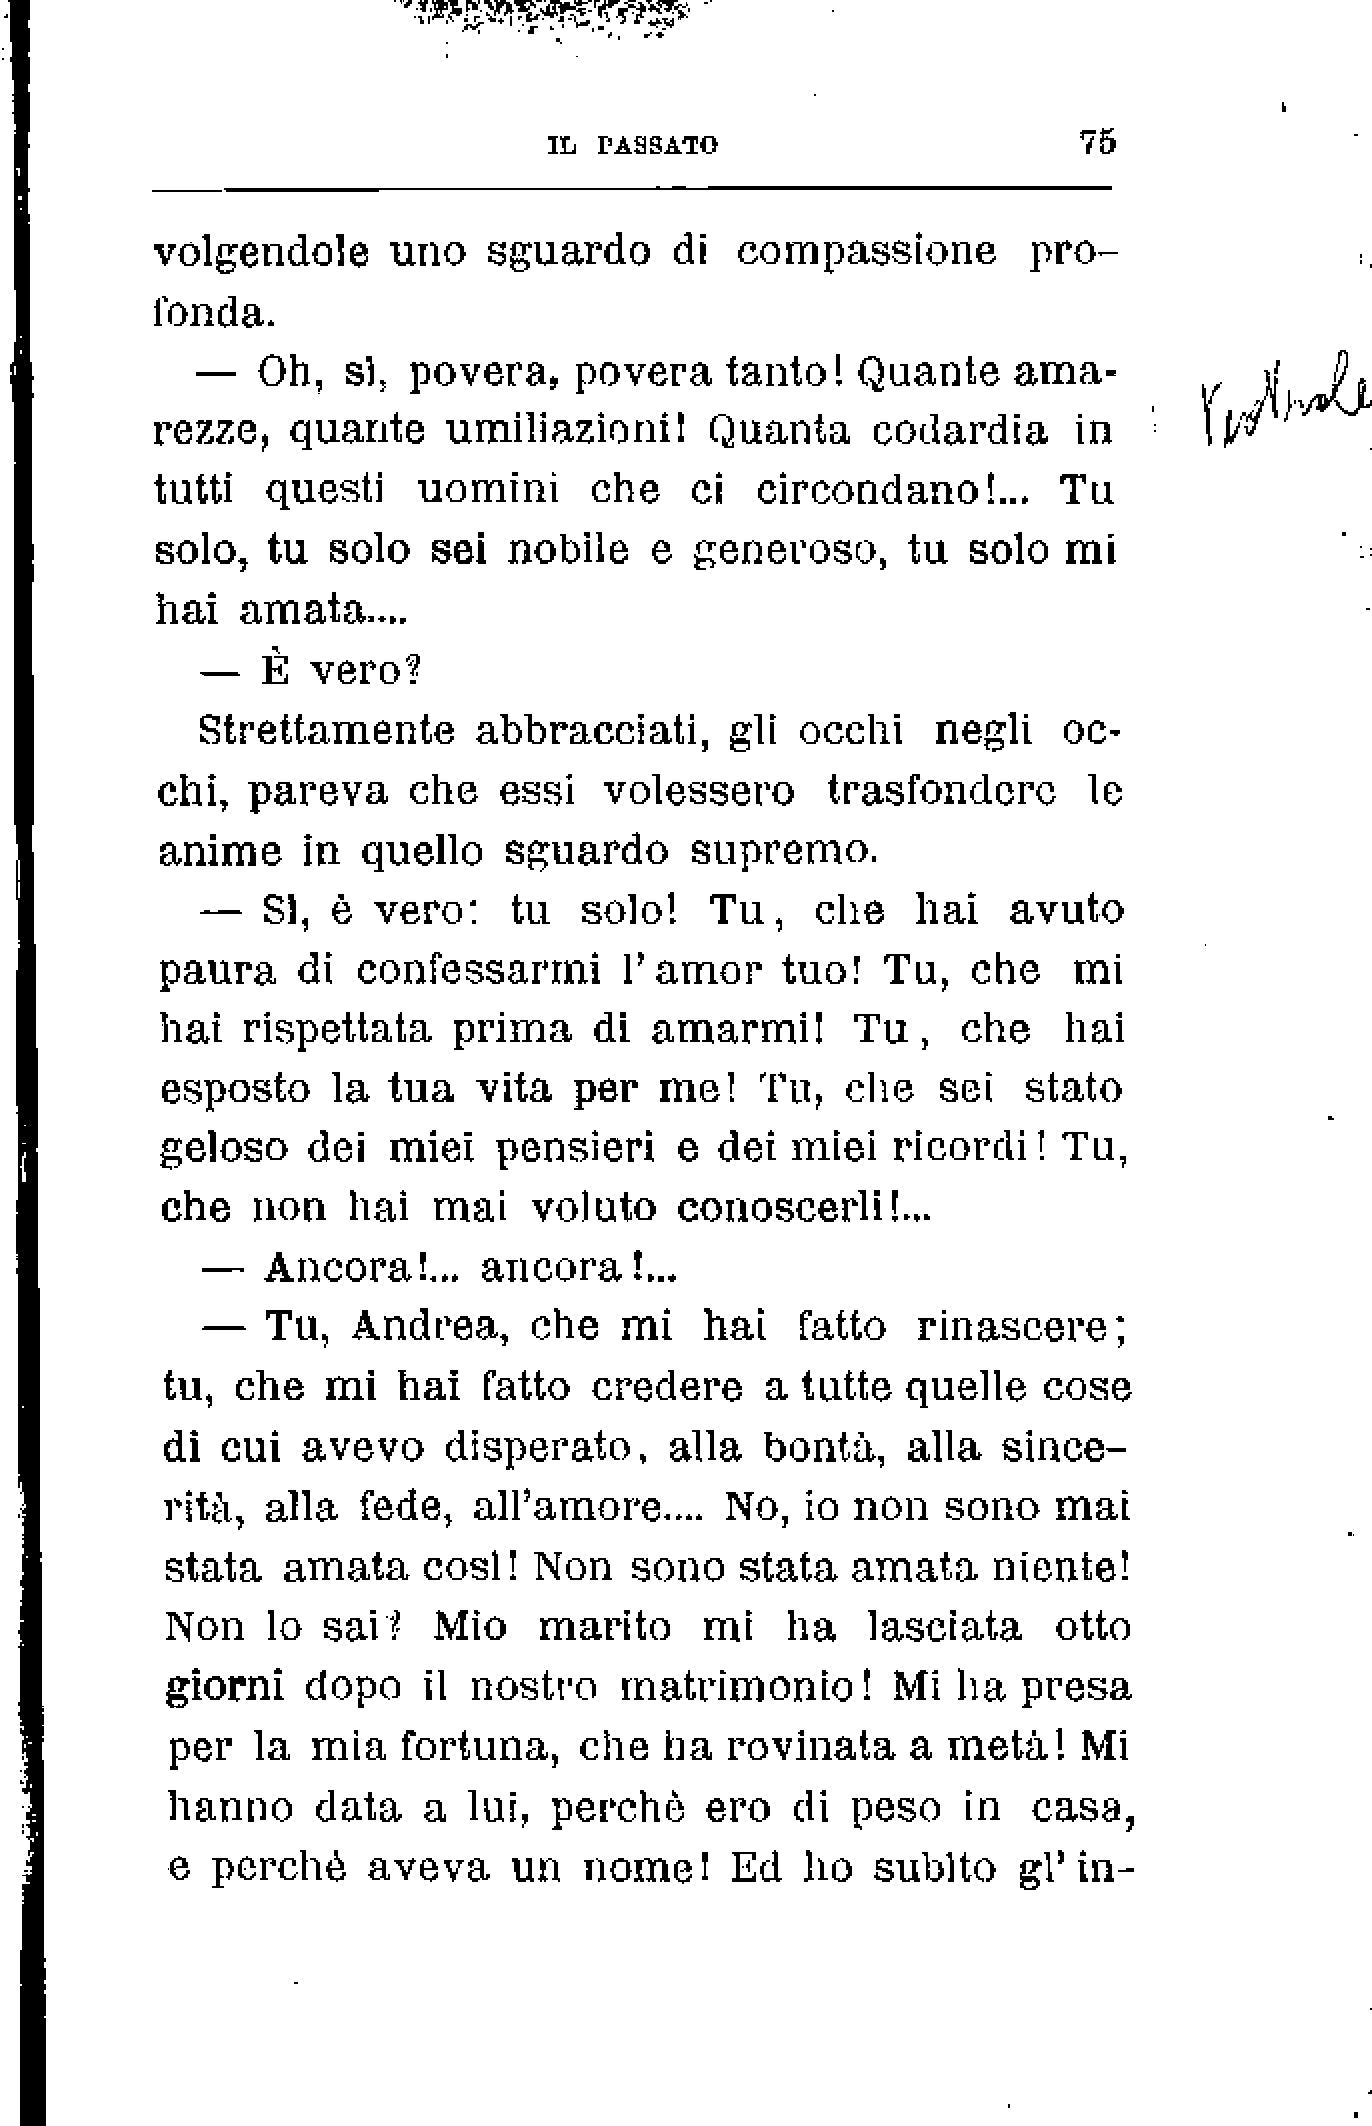 IL PASSATO 75
volgendole uno sguardo di compassione pro-
fonda.
— Oh, sì, povera, povera tanto! Quante ama-
rezze, quante umiliazioni! Quanta codardia in
tutti questi uomini che ci circondano!... Tu
solo, tu solo sei nobile e generoso, tu solo mi
hai amata....
— È vero?
Strettamente abbracciati, gli occhi negli oc-
chi, pareva che essi volessero trasfondere le
anime in quello sguardo supremo.
— Sì, è vero: tu solo! Tu, che hai avuto
paura di confessarmi l'amor tuo! Tu, che mi
hai rispettata prima di amarmi! Tu, che hai
esposto la tua vita per me! Tu, che sei stato
geloso dei miei pensieri e dei miei ricordi! Tu,
che non hai mai voluto conoscerli!...
— Ancora!... ancora!...
— Tu, Andrea, che mi hai fatto rinascere;
tu, che mi hai fatto credere a tutte quelle cose
di cui avevo disperato, alla bontà, alla since-
rità, alla fede, all'amore.... No, io non sono mai
stata amata così! Non sono stata amata niente!
Non lo sai? Mio marito mi ha lasciata otto
giorni dopo il nostro matrimonio! Mi ha presa
per la mia fortuna, che ha rovinata a metà! Mi
hanno data a lui, perchè ero di peso in casa,
e perchè aveva un nome! Ed ho subìto gl'in-